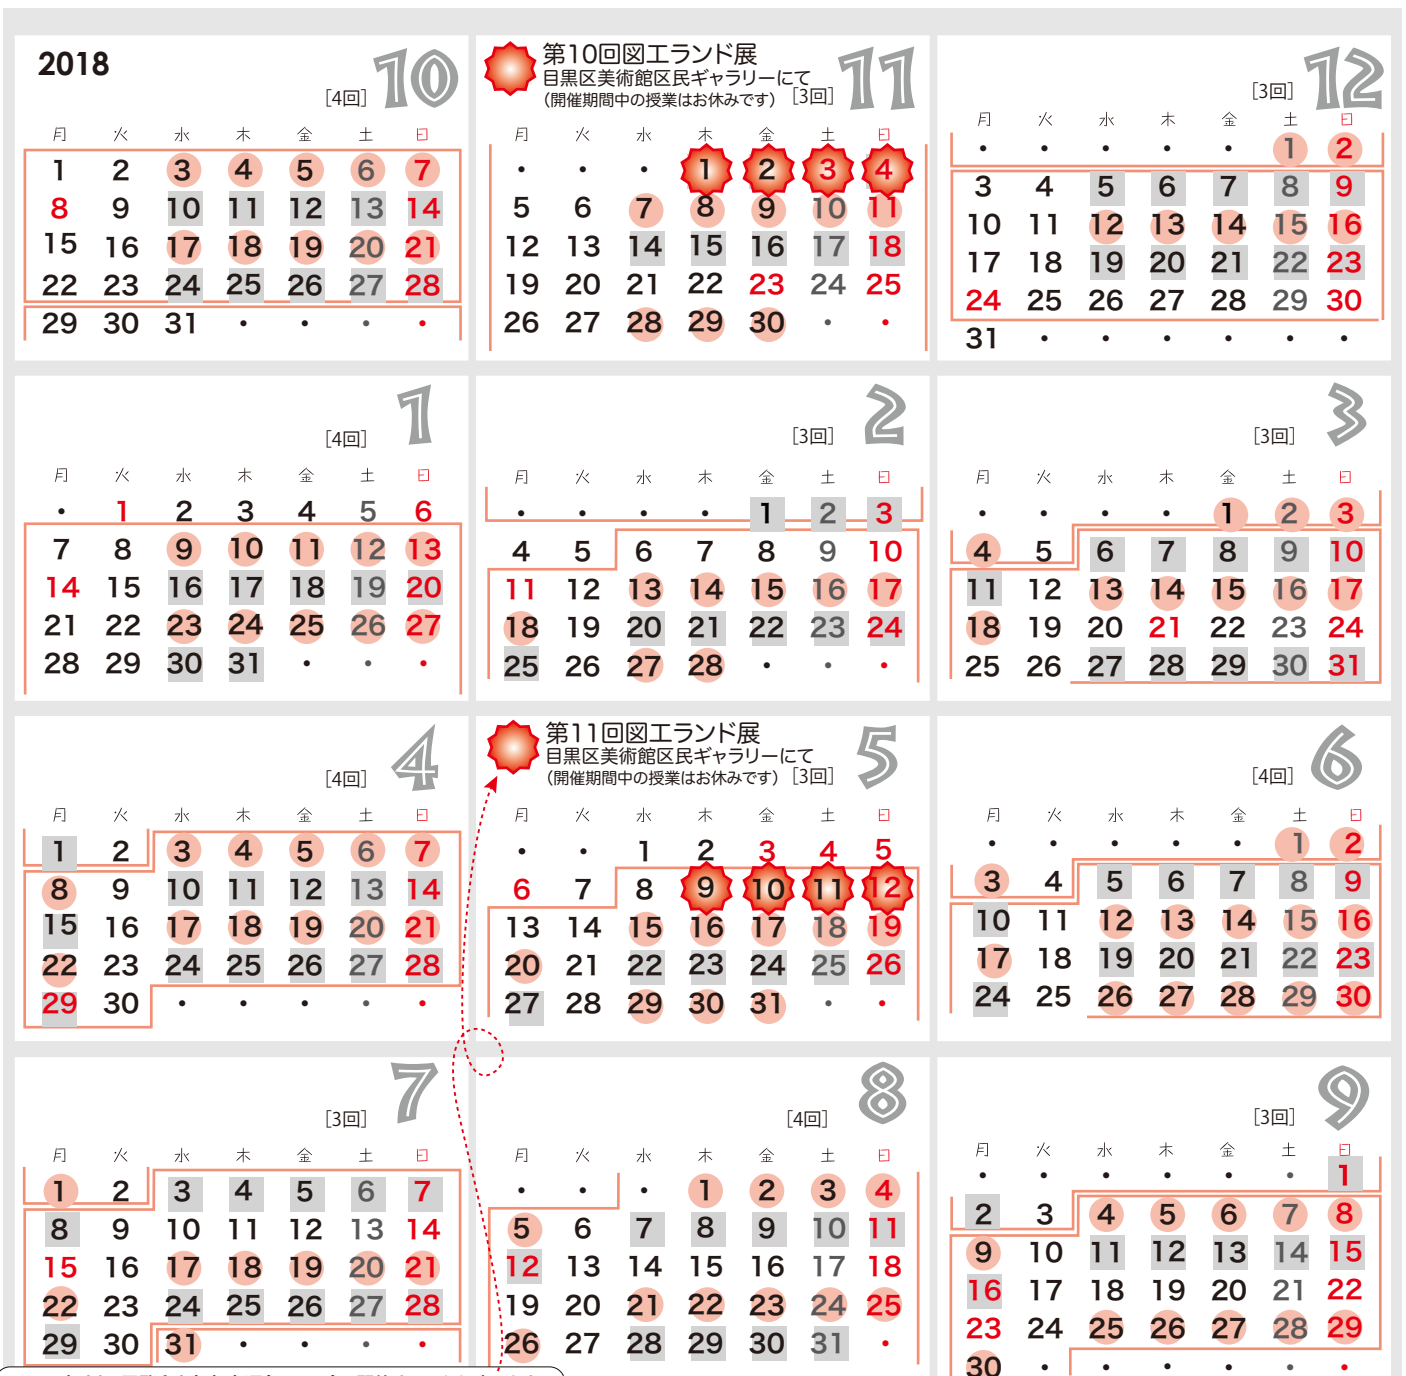 2018
10
[4回]
月 火 水 木 金 土 日
1 2 3 4 5 6 7
8 9 10 11 12 13 14
15 16 17 18 19 20 21
22 23 24 25 26 27 28
29 30 31 • • • •
第10回図工ランド展
目黒区美術館区民ギャラリーにて
(開催期間中の授業はお休みです) [3回]
11
月 火 水 木 金 土 日
• • • 1 2 3 4
5 6 7 8 9 10 11
12 13 14 15 16 17 18
19 20 21 22 23 24 25
26 27 28 29 30 • •
12
[3回]
月 火 水 木 金 土 日
• • • • • 1 2
3 4 5 6 7 8 9
10 11 12 13 14 15 16
17 18 19 20 21 22 23
24 25 26 27 28 29 30
31 • • • • • •
1
[4回]
月 火 水 木 金 土 日
• 1 2 3 4 5 6
7 8 9 10 11 12 13
14 15 16 17 18 19 20
21 22 23 24 25 26 27
28 29 30 31 • • •
2
[3回]
月 火 水 木 金 土 日
• • • • 1 2 3
4 5 6 7 8 9 10
11 12 13 14 15 16 17
18 19 20 21 22 23 24
25 26 27 28 • • •
3
[3回]
月 火 水 木 金 土 日
• • • • 1 2 3
4 5 6 7 8 9 10
11 12 13 14 15 16 17
18 19 20 21 22 23 24
25 26 27 28 29 30 31
4
[4回]
月 火 水 木 金 土 日
1 2 3 4 5 6 7
8 9 10 11 12 13 14
15 16 17 18 19 20 21
22 23 24 25 26 27 28
29 30 • • • • •
第11回図工ランド展
目黒区美術館区民ギャラリーにて
(開催期間中の授業はお休みです) [3回]
5
月 火 水 木 金 土 日
• • 1 2 3 4 5
6 7 8 9 10 11 12
13 14 15 16 17 18 19
20 21 22 23 24 25 26
27 28 29 30 31 • •
6
[4回]
月 火 水 木 金 土 日
• • • • • 1 2
3 4 5 6 7 8 9
10 11 12 13 14 15 16
17 18 19 20 21 22 23
24 25 26 27 28 29 30
7
[3回]
月 火 水 木 金 土 日
1 2 3 4 5 6 7
8 9 10 11 12 13 14
15 16 17 18 19 20 21
22 23 24 25 26 27 28
29 30 31 • • • •
8
[4回]
月 火 水 木 金 土 日
• • • 1 2 3 4
5 6 7 8 9 10 11
12 13 14 15 16 17 18
19 20 21 22 23 24 25
26 27 28 29 30 31 •
9
[3回]
月 火 水 木 金 土 日
• • • • • • 1
2 3 4 5 6 7 8
9 10 11 12 13 14 15
16 17 18 19 20 21 22
23 24 25 26 27 28 29
30 • • • • • •